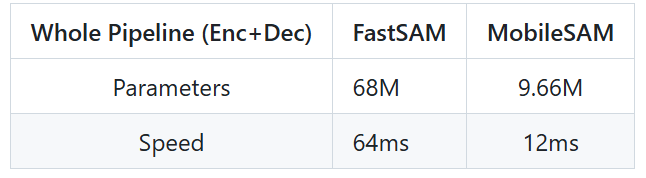 Whole Pipeline (Enc+Dec) FastSAM MobileSAM
Parameters 68M 9.66M
Speed 64ms 12ms